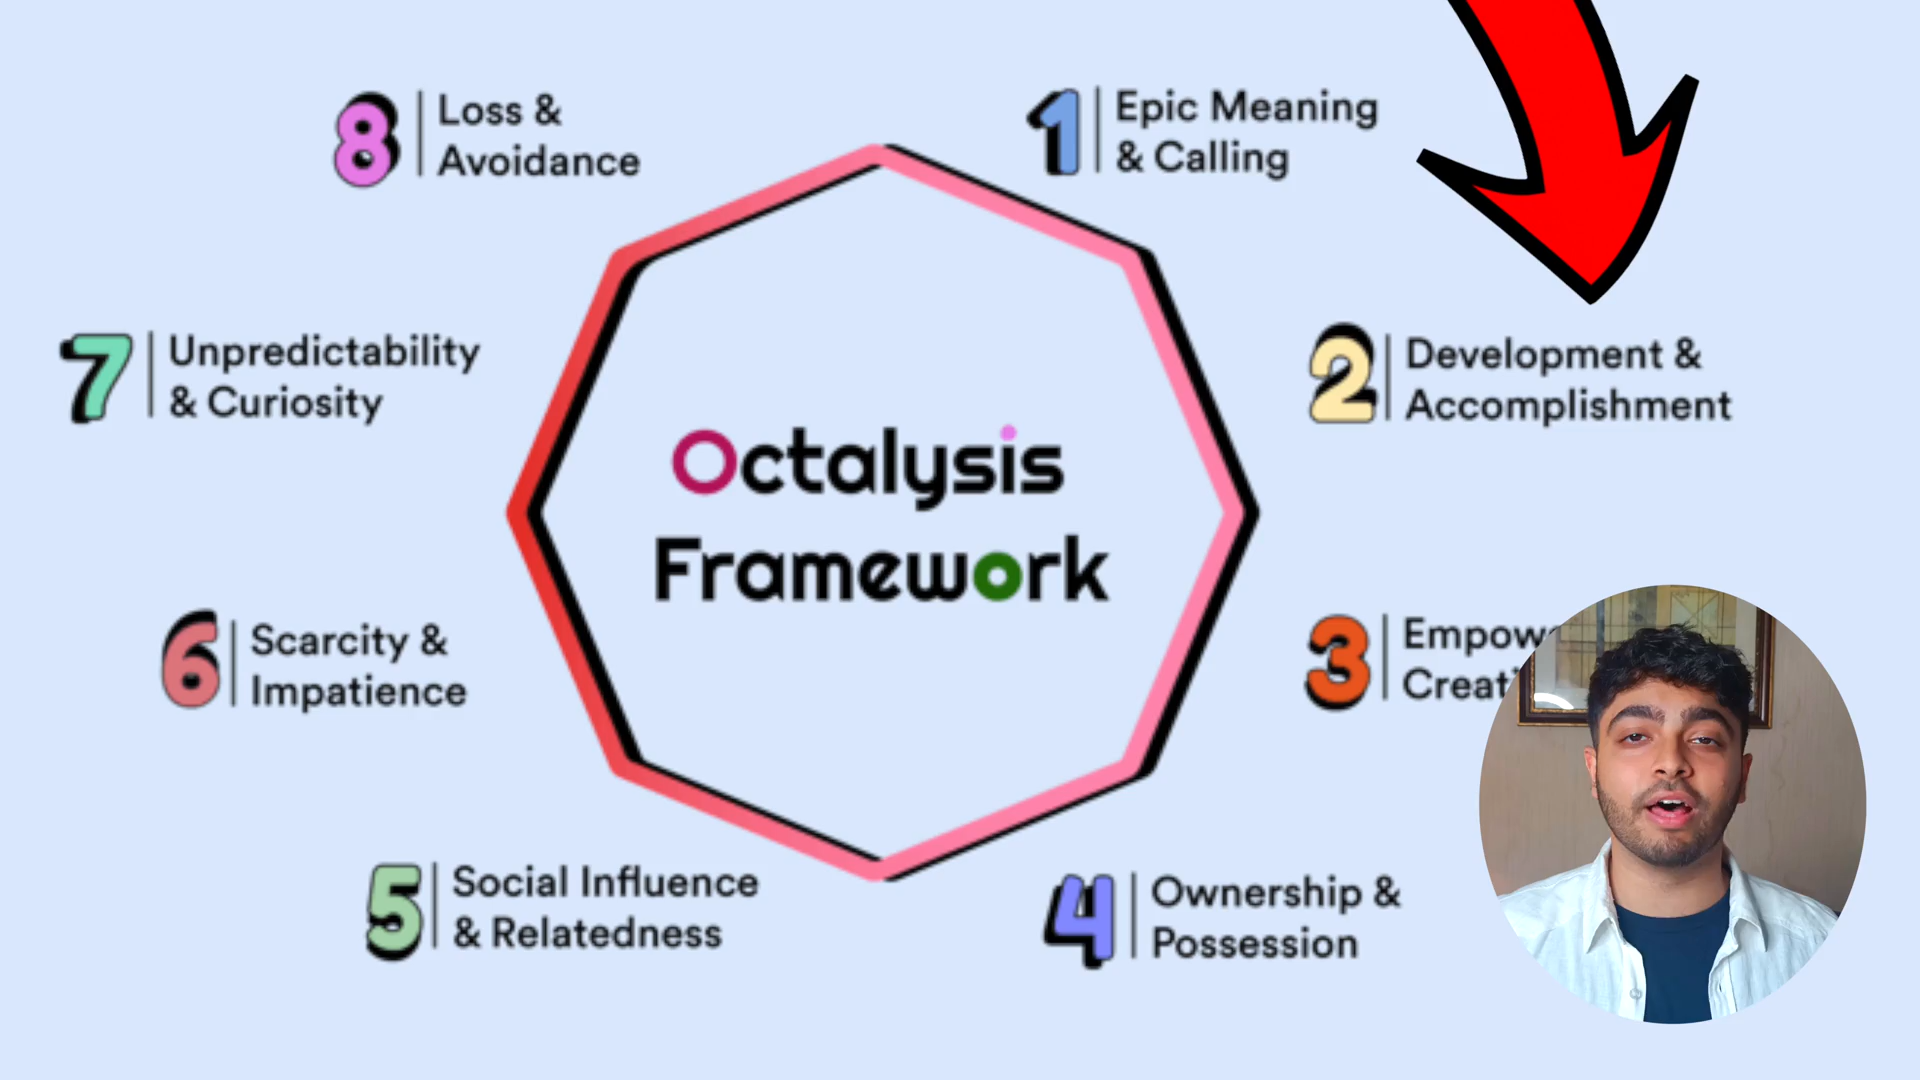 8
Loss &
Avoidance
1
Epic Meaning
& Calling
7
Unpredictability
& Curiosity
2
Development &
Accomplishment
Octalysis
Framework
6
Scarcity &
Impatience
3
5
Social Influence
& Relatedness
4
Ownership &
Possession